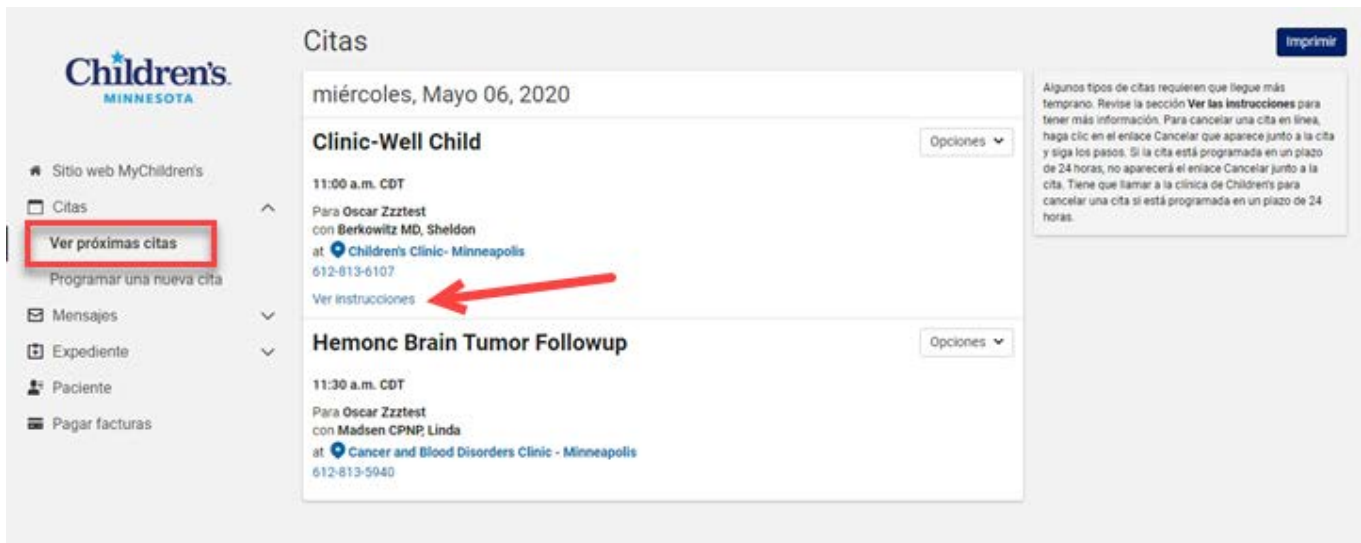 Children's
MINNESOTA
Sitio web MyChildren's
Citas
Ver próximas citas
Programar una nueva cita
Mensajes
Expediente
Paciente
Pagar facturas
Citas
Imprimir
miércoles, Mayo 06, 2020
Clinic-Well Child
Opciones
11:00 a.m. CDT
Para Oscar Zzztest
con Berkowitz MD, Sheldon
at Children's Clinic- Minneapolis
612-813-6107
Ver instrucciones
Hemonc Brain Tumor Followup
Opciones
11:30 a.m. CDT
Para Oscar Zzztest
con Madsen CPNP, Linda
at Cancer and Blood Disorders Clinic - Minneapolis
612-813-5940
Algunos tipos de citas requieren que llegue más
temprano. Revise la sección Ver las instrucciones para
tener más información. Para cancelar una cita en línea,
haga clic en el enlace Cancelar que aparece junto a la cita
y siga los pasos. Si la cita está programada en un plazo
de 24 horas, no aparecerá el enlace Cancelar junto a la
cita. Tiene que llamar a la clínica de Children's para
cancelar una cita si está programada en un plazo de 24
horas.